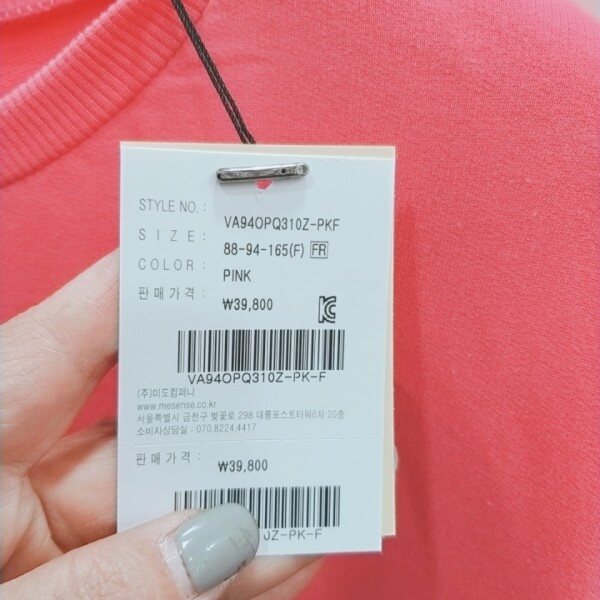 STYLE NO. : VA94OPQ310Z-PKF
SIZE : 88-94-165(F) FR
COLOR : PINK
판매가격 : ₩39,800
VA94OPQ310Z-PK-F
(주)미도컴퍼니
www.mesense.co.kr
서울특별시 금천구 벚꽃로 298 대륭포스트타워6차 20층
소비자상담실 : 070.8224.4417
판매가격 : ₩39,800
0Z-PK-F